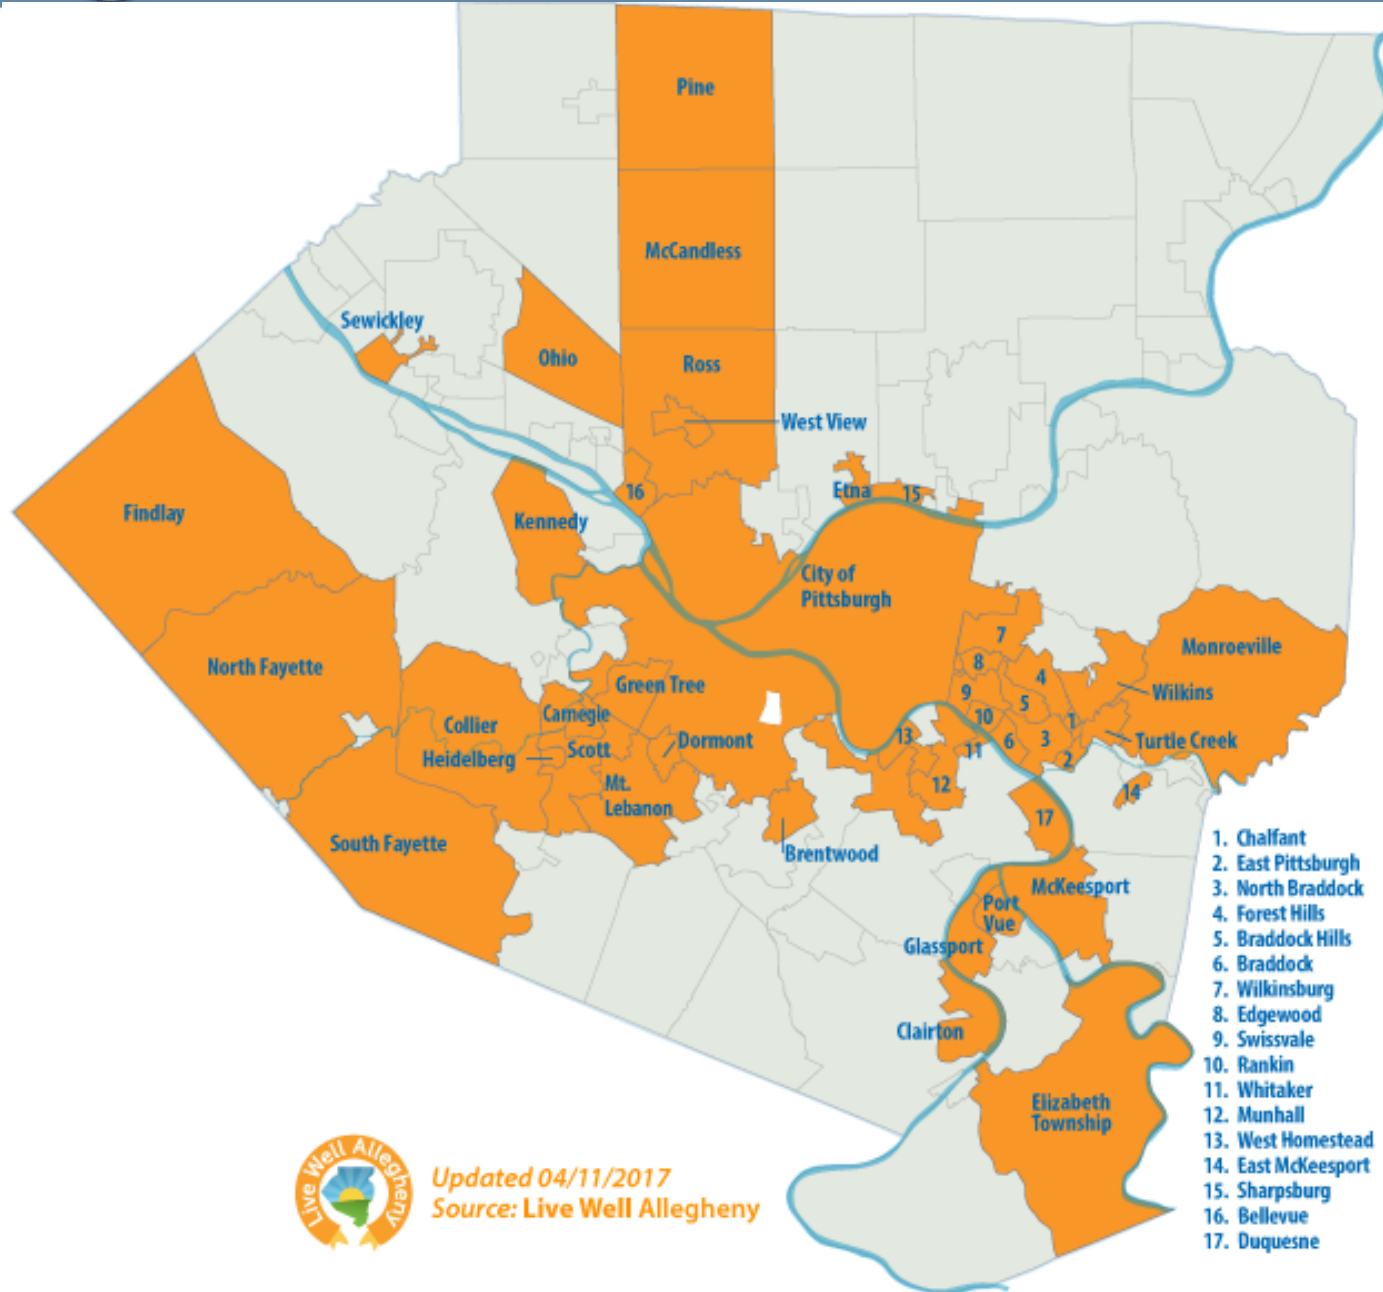 Pine
McCandless
Sewickley
Ohio
Ross
West View
Etna
15
16
Findlay
Kennedy
City of
Pittsburgh
7
Monroeville
North Fayette
8
Green Tree
4
Wilkins
9
5
Carnegie
10
1
Collier
Dormont
13
6
3
Turtle Creek
Heidelberg
Scott
11
2
Mt.
Lebanon
12
14
17
South Fayette
Brentwood
McKeesport
Port
Vue
Glassport
Clairton
Elizabeth
Township
1. Chalfant
2. East Pittsburgh
3. North Braddock
4. Forest Hills
5. Braddock Hills
6. Braddock
7. Wilkinsburg
8. Edgewood
9. Swissvale
10. Rankin
11. Whitaker
12. Munhall
13. West Homestead
14. East McKeesport
15. Sharpsburg
16. Bellevue
17. Duquesne
Live Well Allegheny
Updated 04/11/2017
Source: Live Well Allegheny